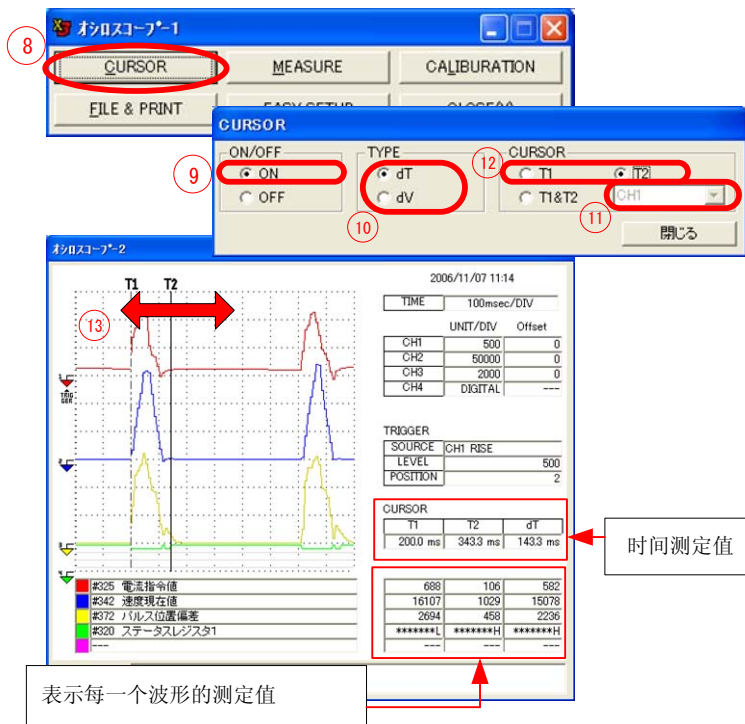 オシロスコープ-1
8
CURSOR
MEASURE
CALIBURATION
FILE & PRINT
CURSOR
ON/OFF
TYPE
CURSOR
9
ON
dT
12
T1
T2
OFF
dV
T1&T2
CH1
10
11
閉じる
オシロスコープ-2
T1 T2
13
2006/11/07 11:14
TIME 100msec/DIV
UNIT/DIV Offset
CH1 500 0
CH2 50000 0
CH3 2000 0
CH4 DIGITAL ---
TRIG
GER
TRIGGER
SOURCE CH1 RISE
LEVEL 500
POSITION 2
CURSOR
T1 T2 dT
200.0 ms 343.3 ms 143.3 ms
时间测定值
#325 電流指令値 688 106 582
#342 速度現在値 16107 1029 15078
#372 パルス位置偏差 2694 458 2236
#320 ステータスレジスタ1 *******L *******H *******H
--- --- --- ---
表示每一个波形的测定值